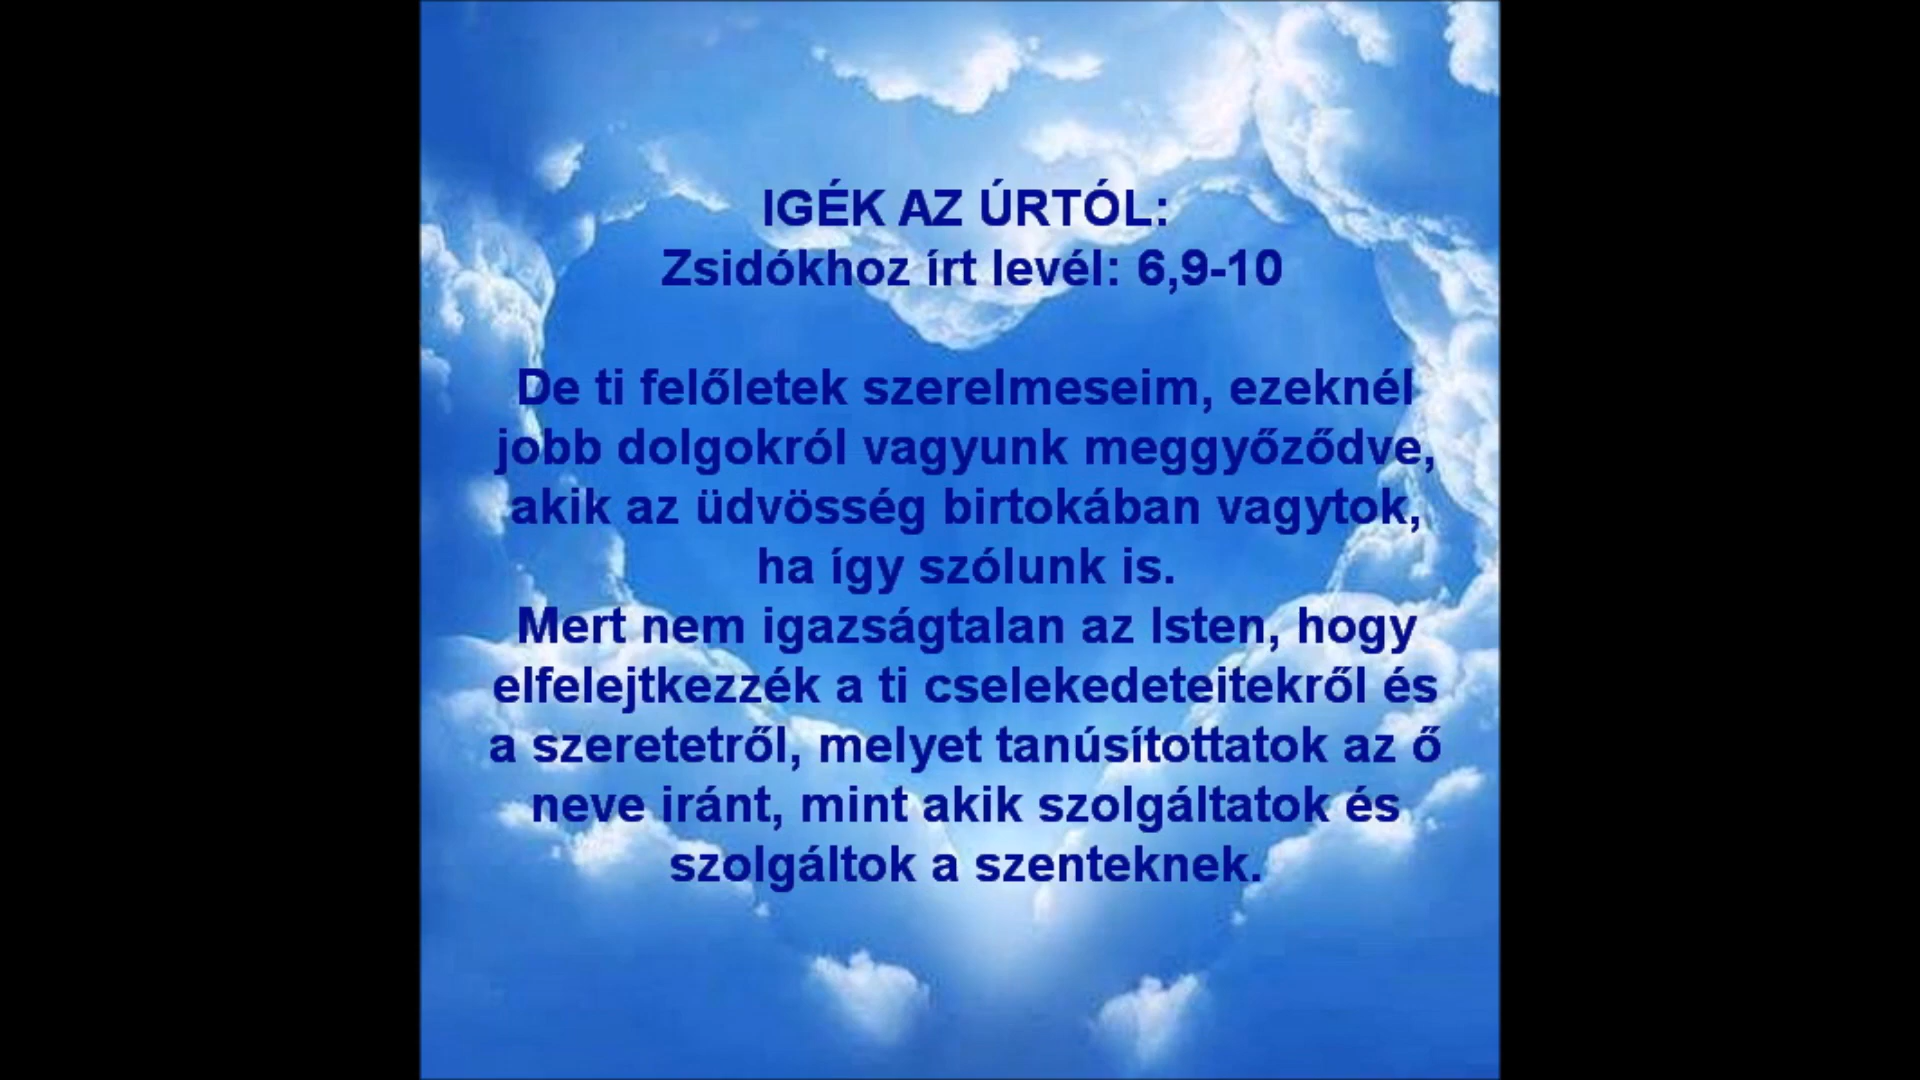 IGÉK AZ ÚRTÓL:
Zsidókhoz írt levél: 6,9-10
De ti felőletek szerelmeseim, ezeknél
jobb dolgokról vagyunk meggyőződve,
akik az üdvösség birtokában vagytok,
ha így szólunk is.
Mert nem igazságtalan az Isten, hogy
elfelejtkezzék a ti cselekedeteitekről és
a szeretetről, melyet tanúsítottatok az ő
neve iránt, mint akik szolgáltatok és
szolgáltok a szenteknek.